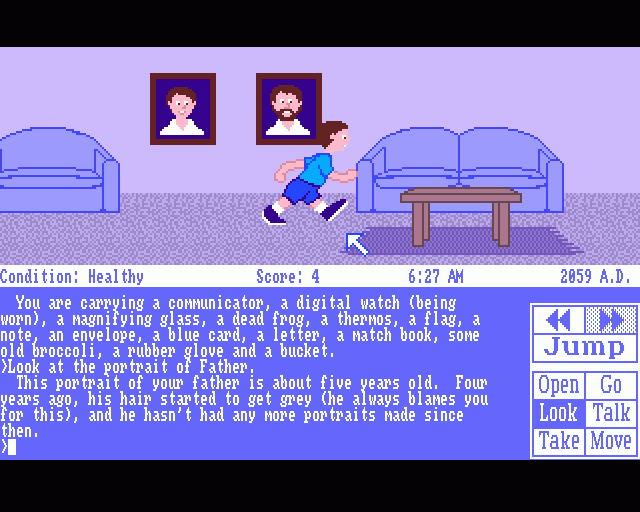 Condition: Healthy Score: 4 6:27 AM 2059 A.D.
You are carrying a communicator, a digital watch (being
worn), a magnifying glass, a dead frog, a thermos, a flag, a
note, an envelope, a blue card, a letter, a match book, some
old broccoli, a rubber glove and a bucket.
>Look at the portrait of Father.
This portrait of your father is about five years old. Four
years ago, his hair started to get grey (he always blames you
for this), and he hasn't had any more portraits made since
then.
>
Jump
Open Go
Look Talk
Take Move